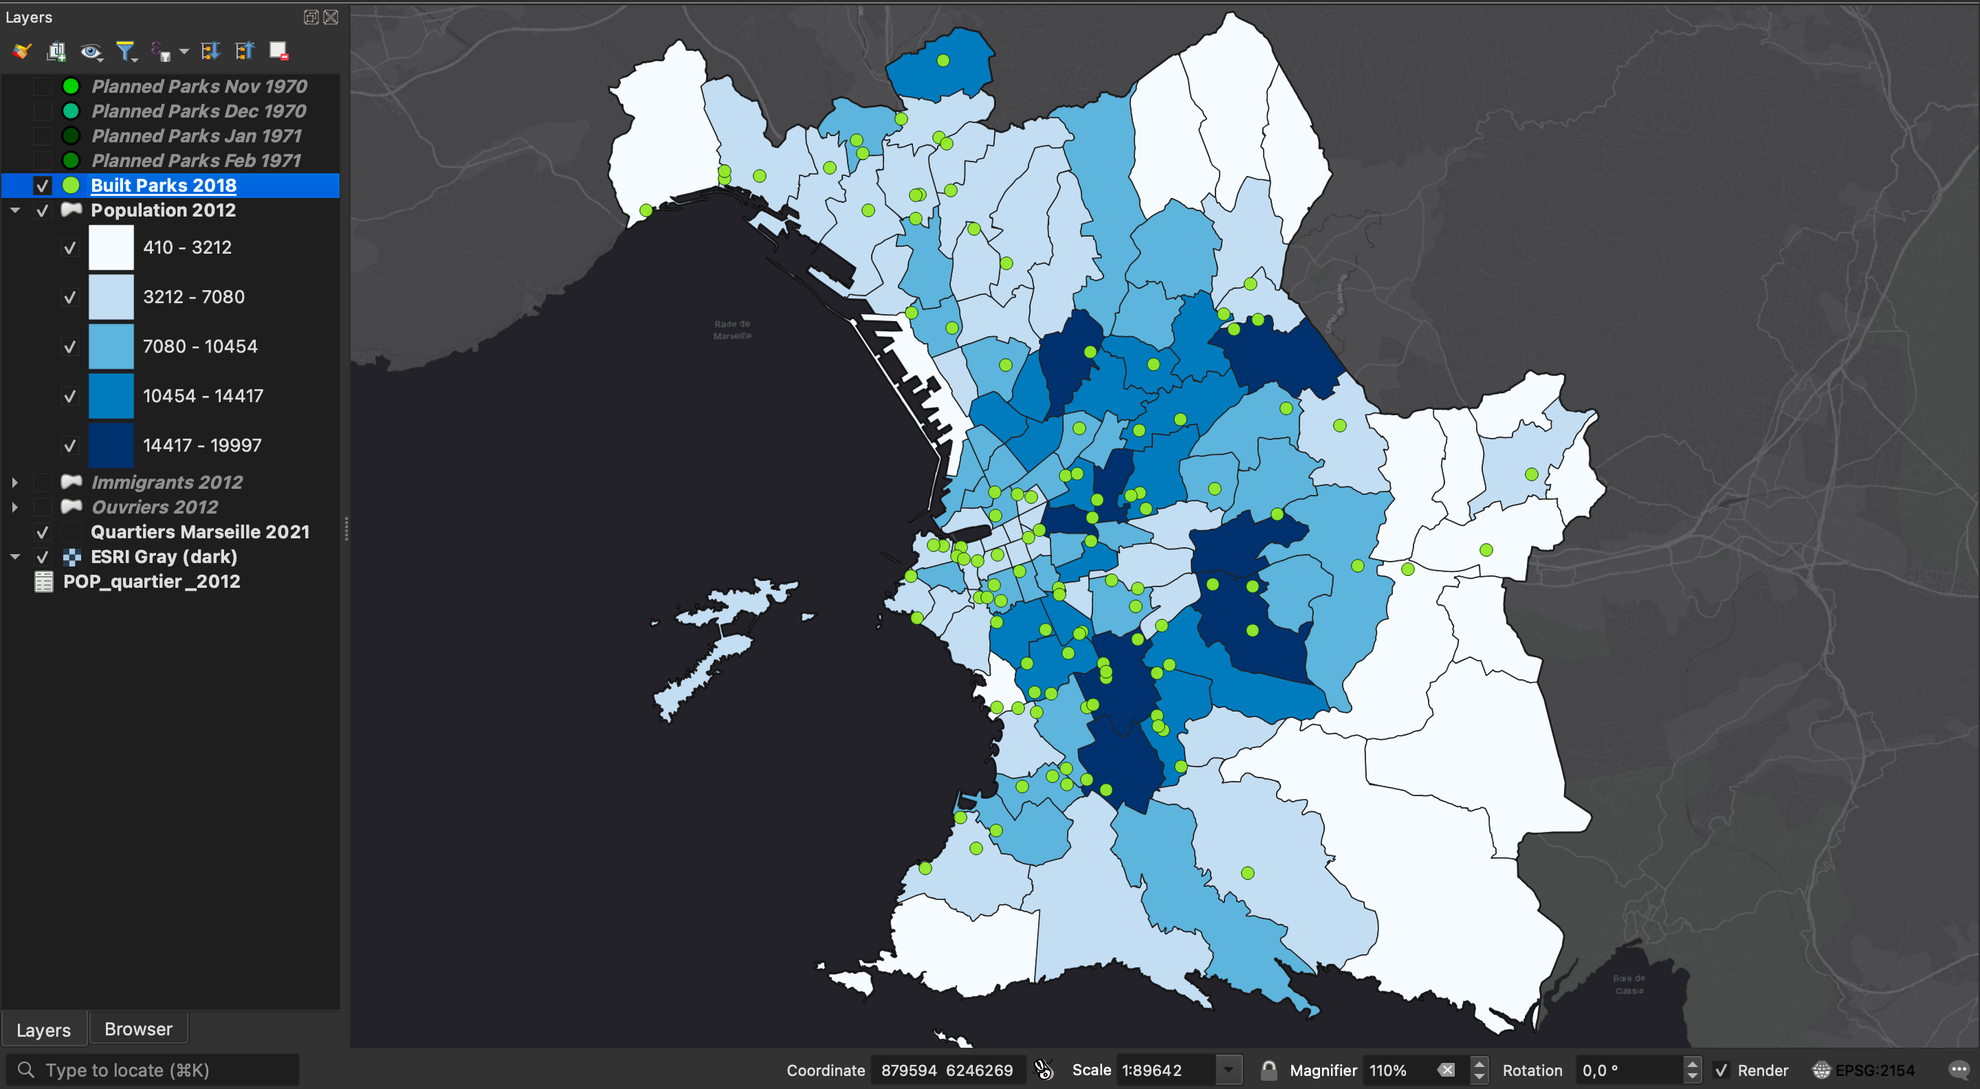 Layers
Planned Parks Nov 1970
Planned Parks Dec 1970
Planned Parks Jan 1971
Planned Parks Feb 1971
Built Parks 2018
Population 2012
410 - 3212
3212 - 7080
7080 - 10454
10454 - 14417
14417 - 19997
Immigrants 2012
Ouvriers 2012
Quartiers Marseille 2021
ESRI Gray (dark)
POP_quartier_2012
Rade de
Marseille
Baie de
Cassis
Layers
Browser
Type to locate (⌘K)
Coordinate 879594 6246269
Scale 1:89642
Magnifier 110%
Rotation 0,0 °
Render
EPSG:2154